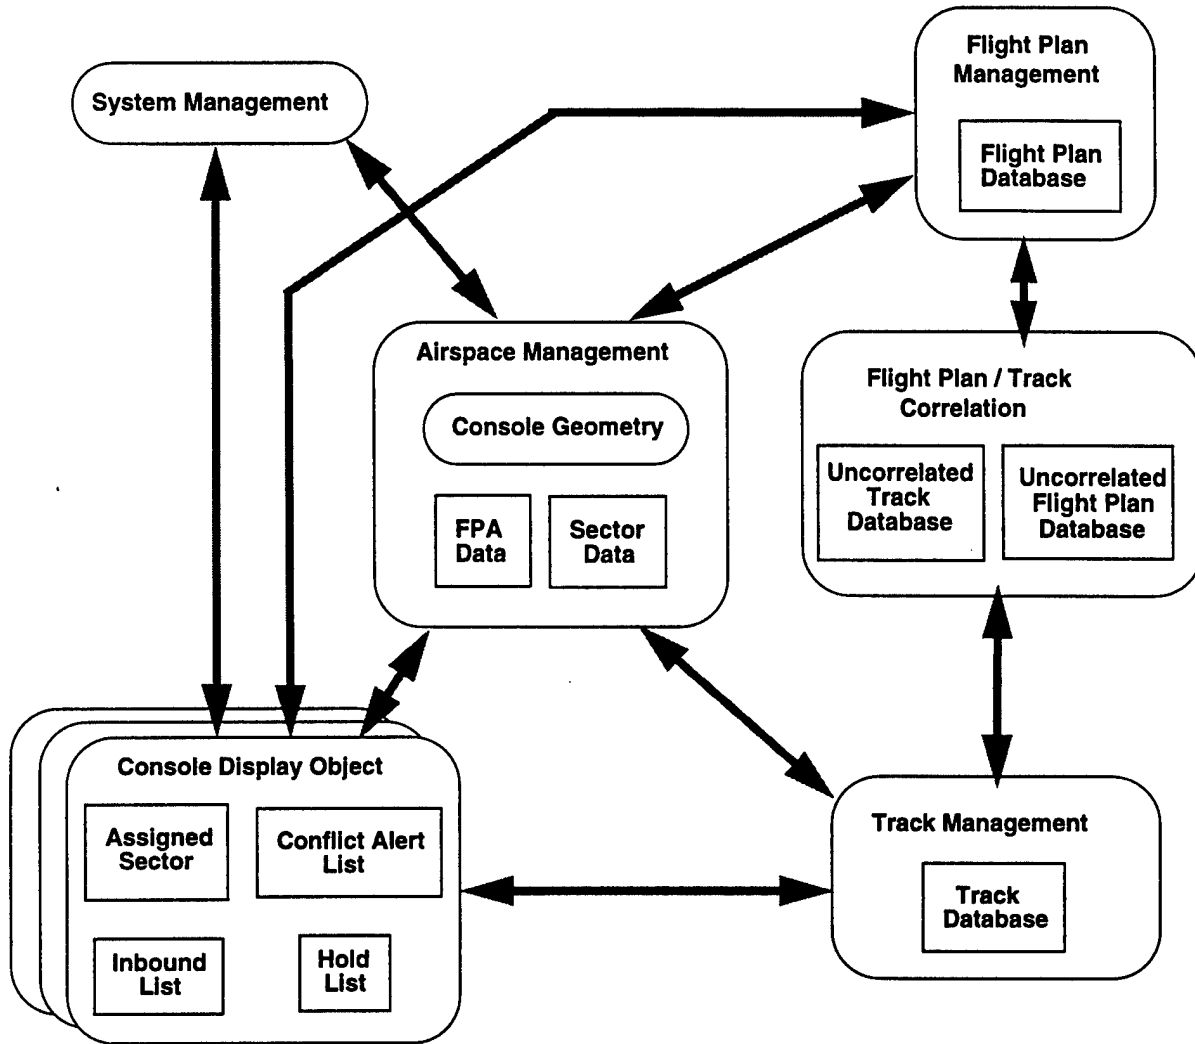 Flight Plan
Management
System Management
Flight Plan
Database
Airspace Management
Flight Plan / Track
Correlation
Console Geometry
Uncorrelated
Track
Database
Uncorrelated
Flight Plan
Database
FPA
Data
Sector
Data
Console Display Object
Assigned
Sector
Conflict Alert
List
Inbound
List
Hold
List
Track Management
Track
Database